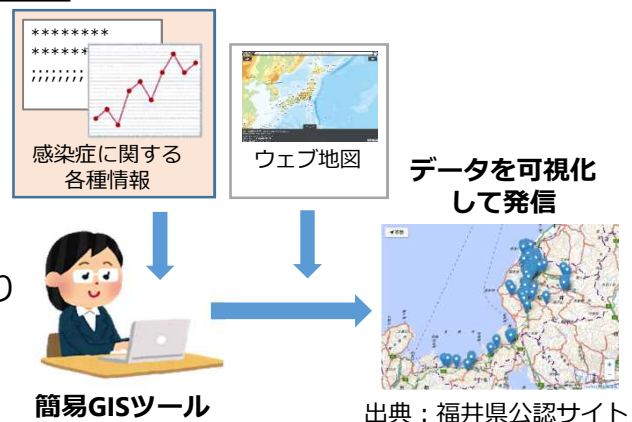 ********
******
;;;;;;;
感染症に関する
各種情報
ウェブ地図
データを可視化
して発信
り
簡易GISツール
出典：福井県公認サイト